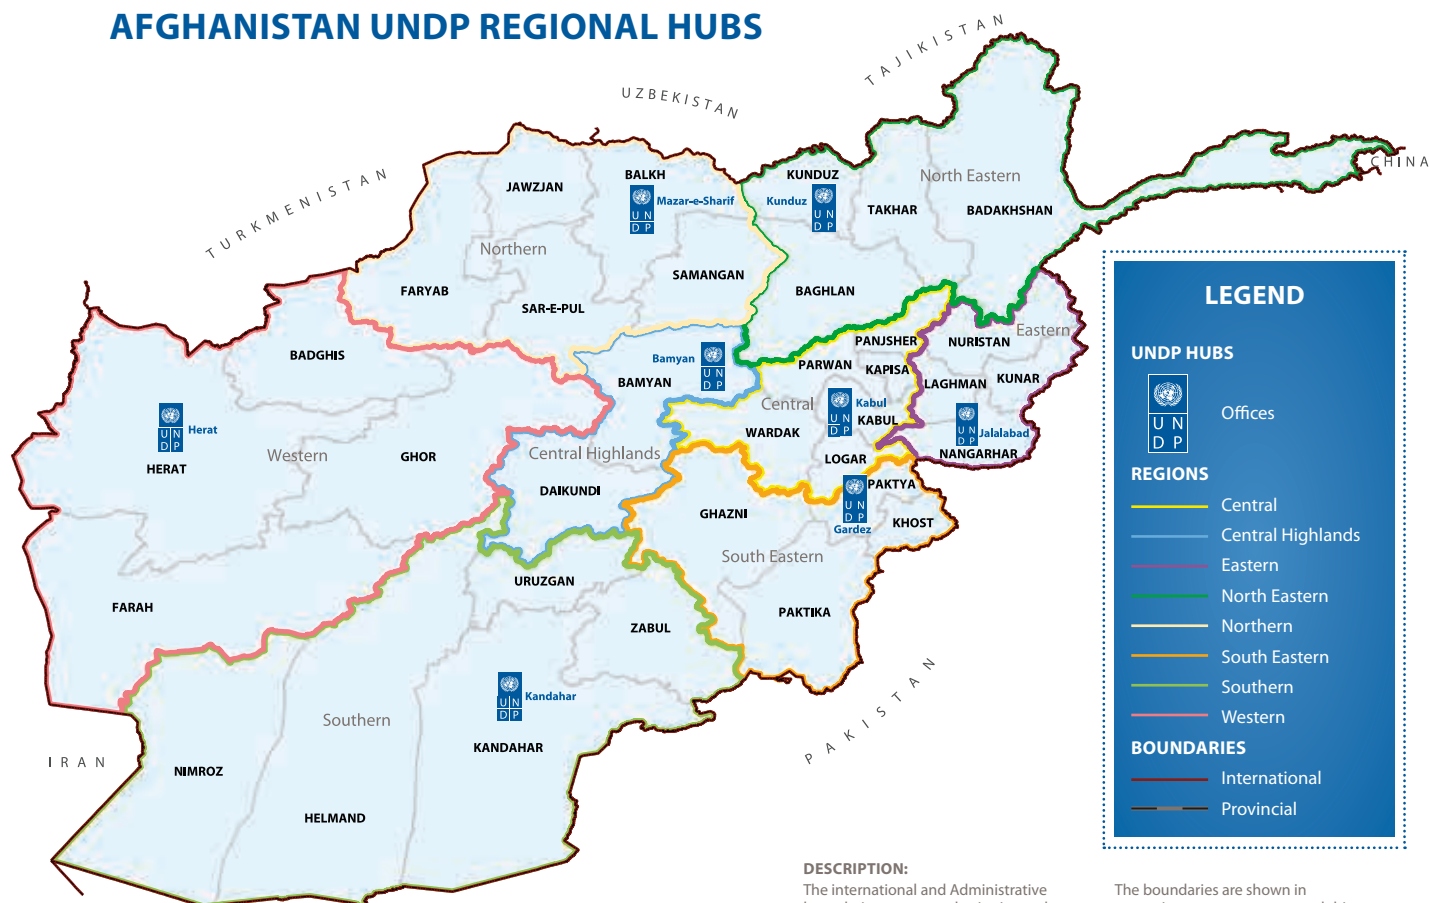 AFGHANISTAN UNDP REGIONAL HUBS
TAJIKISTAN
UZBEKISTAN
TURKMENISTAN
CHINA
BALKH
KUNDUZ
North Eastern
JAWZJAN
Mazar-e-Sharif
Kunduz
U N
D P
U N
D P
TAKHAR
BADAKHSHAN
Northern
SAMANGAN
FARYAB
BAGHLAN
SAR-E-PUL
Eastern
PANJSHER
NURISTAN
BADGHIS
Bamyan
U N
D P
PARWAN
KAPISA
BAMYAN
LAGHMAN
KUNAR
Central
Kabul
U N
D P
KABUL
Herat
U N
D P
WARDAK
Jalalabad
U N
D P
Western
GHOR
Central Highlands
LOGAR
NANGARHAR
HERAT
DAIKUNDI
PAKTYA
U N
D P
Gardez
GHAZNI
KHOST
South Eastern
URUZGAN
FARAH
PAKTIKA
ZABUL
Kandahar
U N
D P
Southern
PAKISTAN
KANDAHAR
IRAN
NIMROZ
HELMAND
LEGEND
UNDP HUBS
U N
D P
Offices
REGIONS
Central
Central Highlands
Eastern
North Eastern
Northern
South Eastern
Southern
Western
BOUNDARIES
International
Provincial
DESCRIPTION:
The international and Administrative
The boundaries are shown in